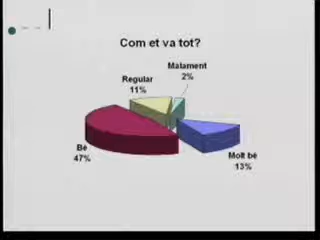 Com et va tot?
Malament
2%
Regular
11%
Bé
47%
Molt bé
13%